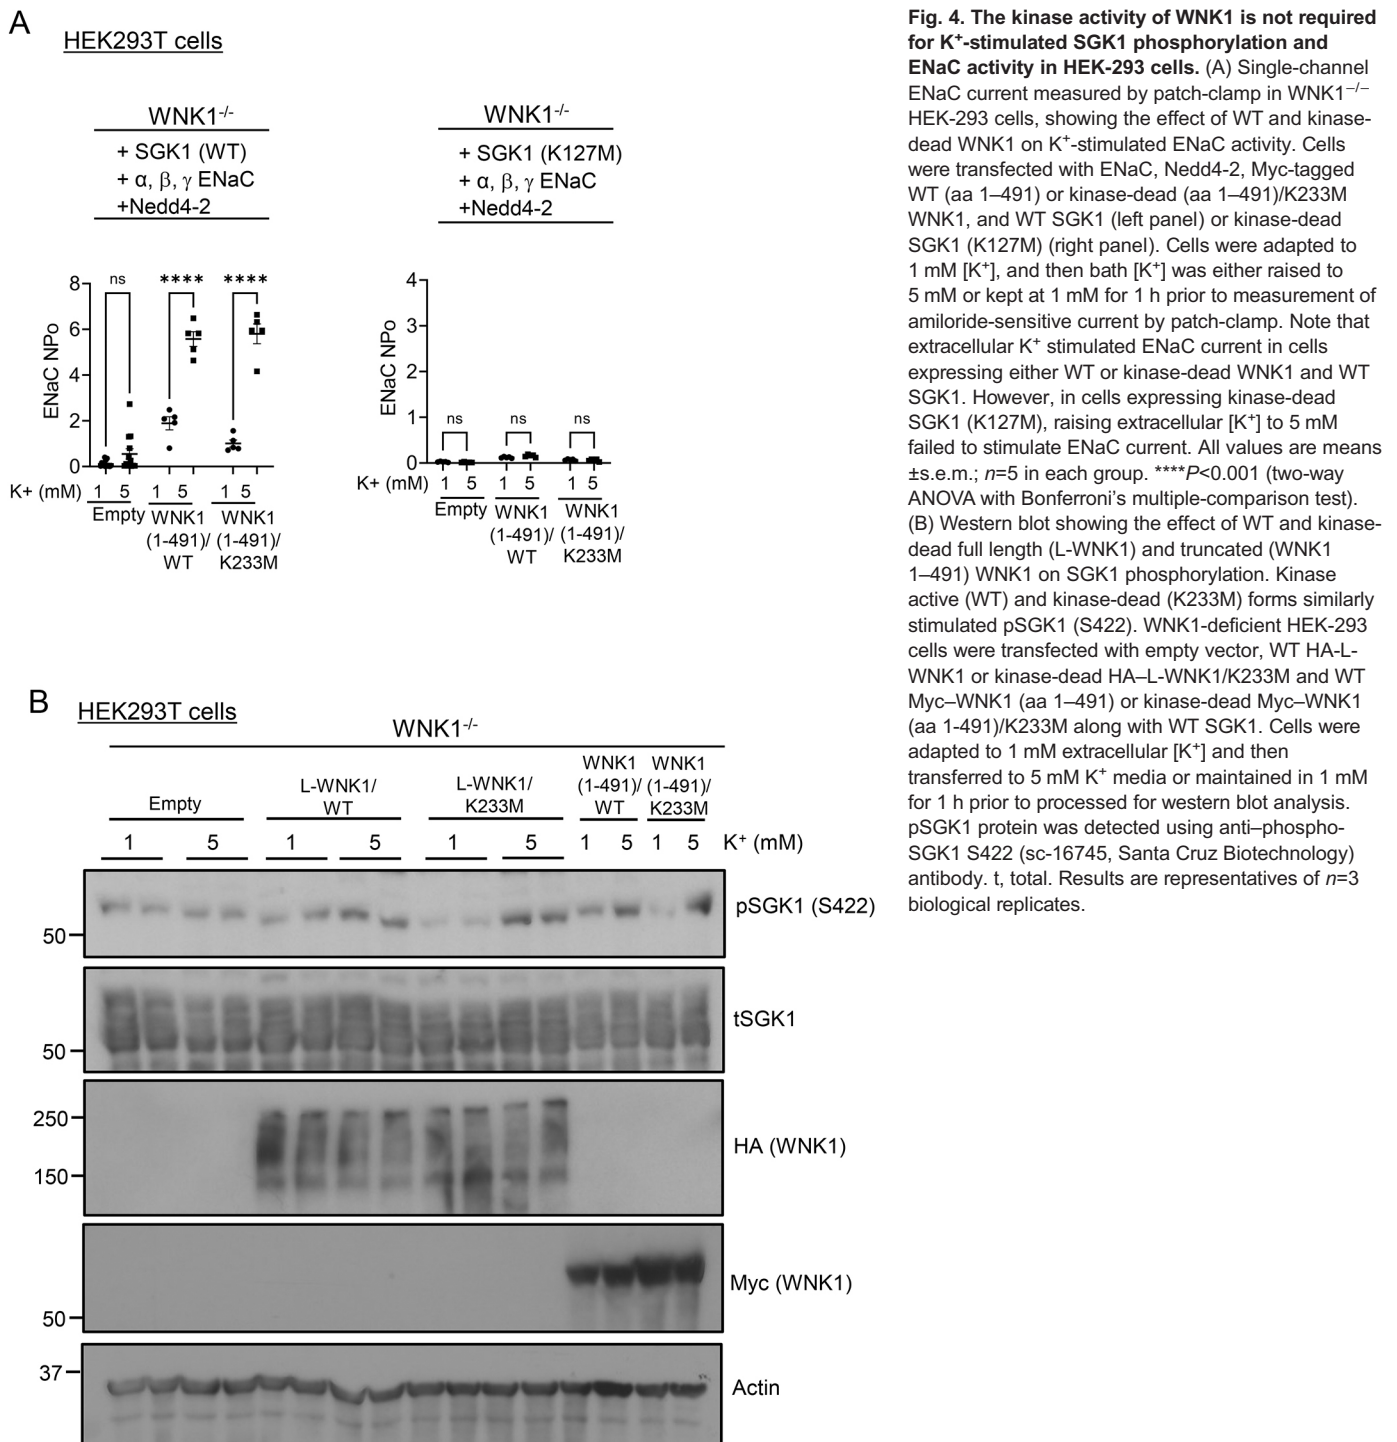 A
HEK293T cells
WNK1-/-
+ SGK1 (WT)
+ α, β, γ ENaC
+Nedd4-2
WNK1-/-
+ SGK1 (K127M)
+ α, β, γ ENaC
+Nedd4-2
ENaC NPo
8
6
4
2
0
ns
****
****
K+ (mM)
1 5 1 5 1 5
Empty
WNK1
(1-491)/
WT
WNK1
(1-491)/
K233M
ENaC NPo
4
3
2
1
0
ns
ns
ns
K+ (mM)
1 5 1 5 1 5
Empty
WNK1
(1-491)/
WT
WNK1
(1-491)/
K233M
B
HEK293T cells
WNK1-/-
Empty
L-WNK1/
WT
L-WNK1/
K233M
WNK1
(1-491)/
WT
WNK1
(1-491)/
K233M
1 5 1 5 1 5 1 5 1 5 K+ (mM)
50
pSGK1 (S422)
tSGK1
50
250
HA (WNK1)
150
Myc (WNK1)
50
37
Actin
Fig. 4. The kinase activity of WNK1 is not required
for K+-stimulated SGK1 phosphorylation and
ENaC activity in HEK-293 cells. (A) Single-channel
ENaC current measured by patch-clamp in WNK1−/−
HEK-293 cells, showing the effect of WT and kinase-
dead WNK1 on K+-stimulated ENaC activity. Cells
were transfected with ENaC, Nedd4-2, Myc-tagged
WT (aa 1–491) or kinase-dead (aa 1–491)/K233M
WNK1, and WT SGK1 (left panel) or kinase-dead
SGK1 (K127M) (right panel). Cells were adapted to
1 mM [K+], and then bath [K+] was either raised to
5 mM or kept at 1 mM for 1 h prior to measurement of
amiloride-sensitive current by patch-clamp. Note that
extracellular K+ stimulated ENaC current in cells
expressing either WT or kinase-dead WNK1 and WT
SGK1. However, in cells expressing kinase-dead
SGK1 (K127M), raising extracellular [K+] to 5 mM
failed to stimulate ENaC current. All values are means
±s.e.m.; n=5 in each group. ****P<0.001 (two-way
ANOVA with Bonferroni's multiple-comparison test).
(B) Western blot showing the effect of WT and kinase-
dead full length (L-WNK1) and truncated (WNK1
1–491) WNK1 on SGK1 phosphorylation. Kinase
active (WT) and kinase-dead (K233M) forms similarly
stimulated pSGK1 (S422). WNK1-deficient HEK-293
cells were transfected with empty vector, WT HA-L-
WNK1 or kinase-dead HA–L-WNK1/K233M and WT
Myc–WNK1 (aa 1–491) or kinase-dead Myc–WNK1
(aa 1-491)/K233M along with WT SGK1. Cells were
adapted to 1 mM extracellular [K+] and then
transferred to 5 mM K+ media or maintained in 1 mM
for 1 h prior to processed for western blot analysis.
pSGK1 protein was detected using anti–phospho-
SGK1 S422 (sc-16745, Santa Cruz Biotechnology)
antibody. t, total. Results are representatives of n=3
biological replicates.